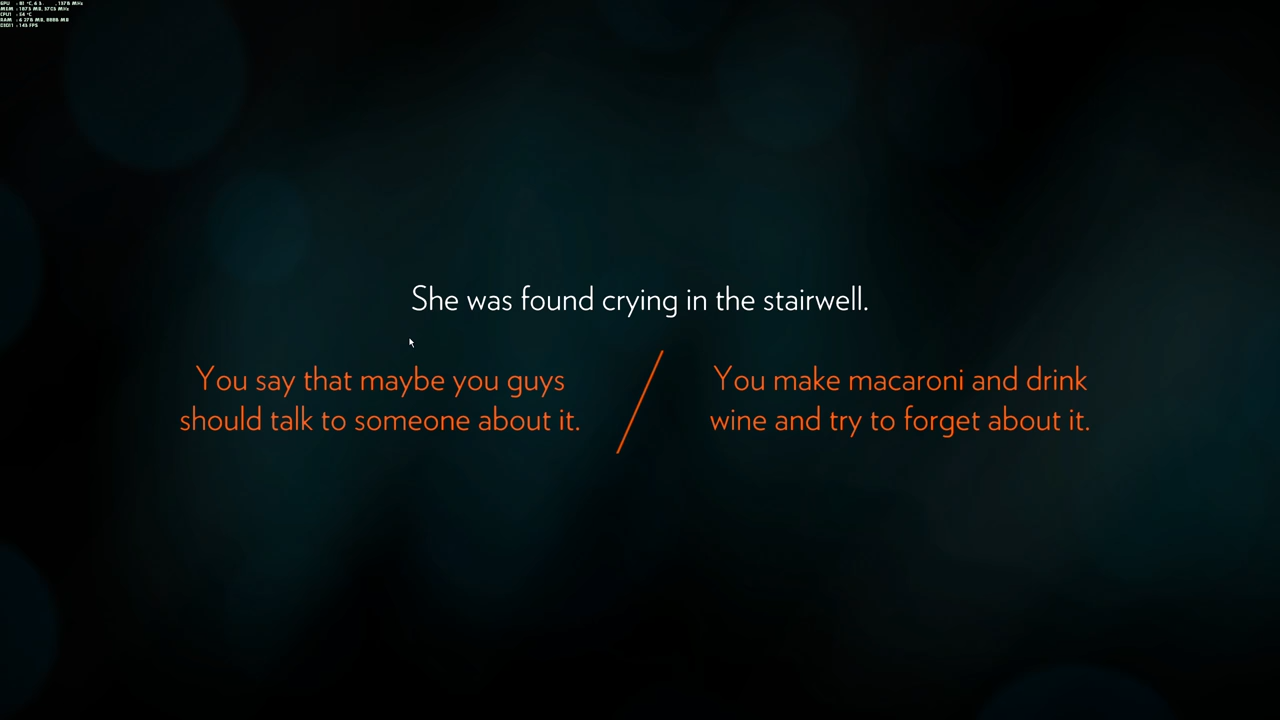 She was found crying in the stairwell.
You say that maybe you guys
should talk to someone about it.
You make macaroni and drink
wine and try to forget about it.